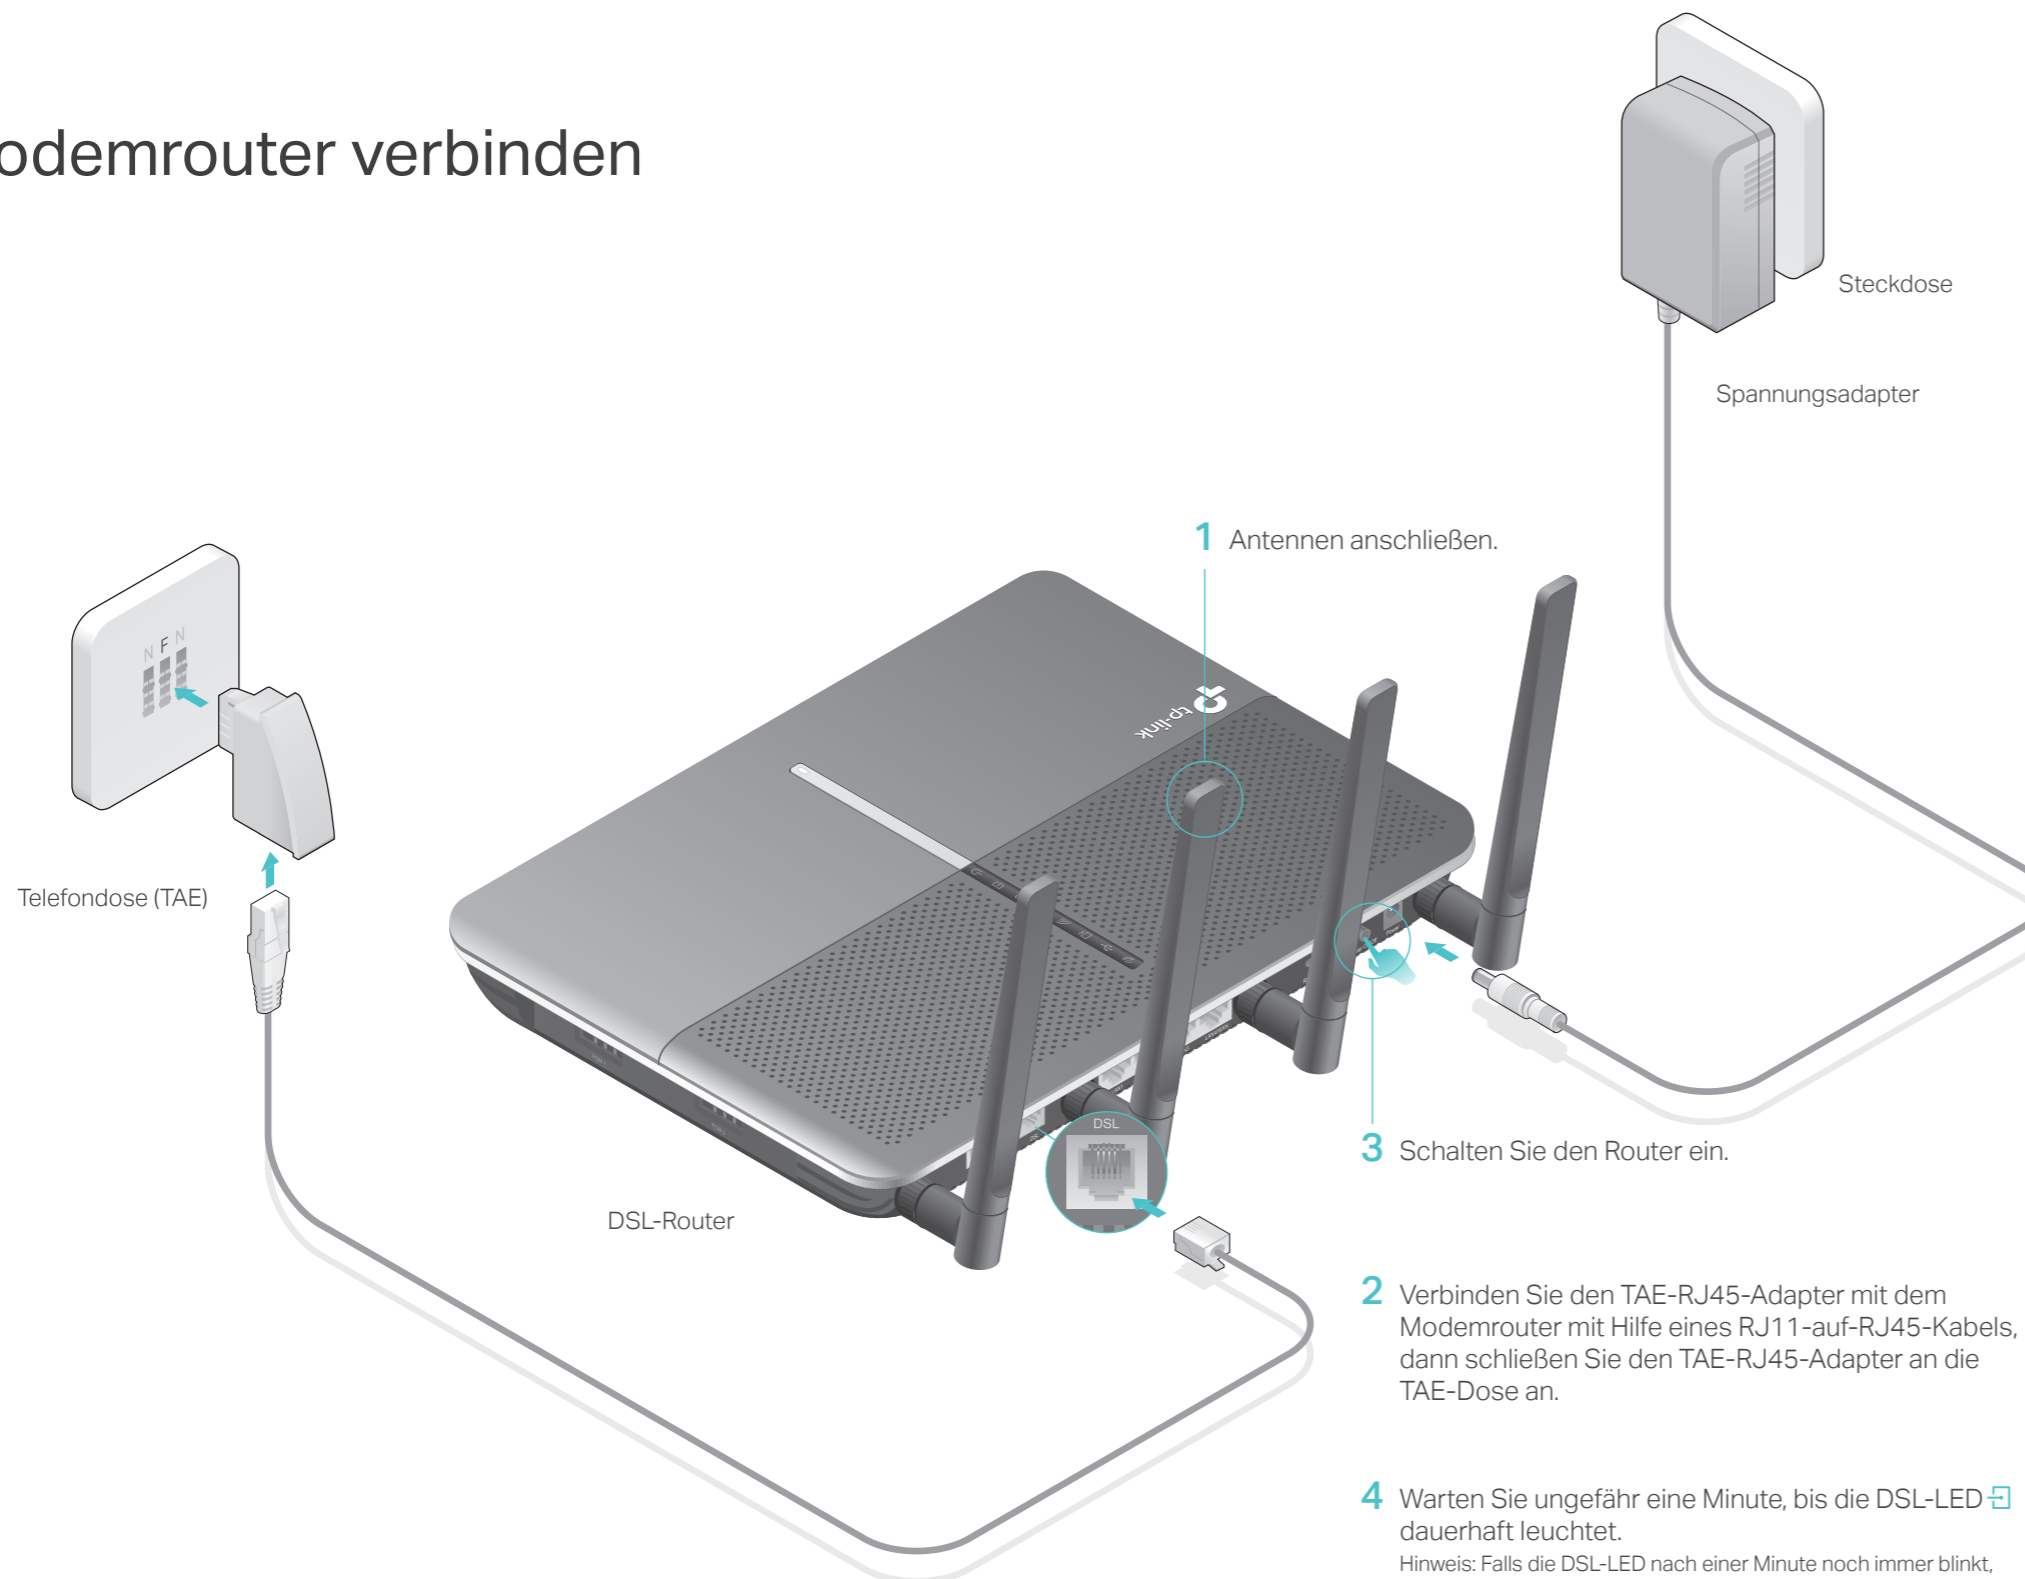 odemrouter verbinden
Steckdose
Spannungsadapter
1 Antennen anschließen.
N F N
tp-link
Telefondose (TAE)
DSL
3 Schalten Sie den Router ein.
DSL-Router
2 Verbinden Sie den TAE-RJ45-Adapter mit dem
Modemrouter mit Hilfe eines RJ11-auf-RJ45-Kabels,
dann schließen Sie den TAE-RJ45-Adapter an die
TAE-Dose an.
4 Warten Sie ungefähr eine Minute, bis die DSL-LED
dauerhaft leuchtet.
Hinweis: Falls die DSL-LED nach einer Minute noch immer blinkt,